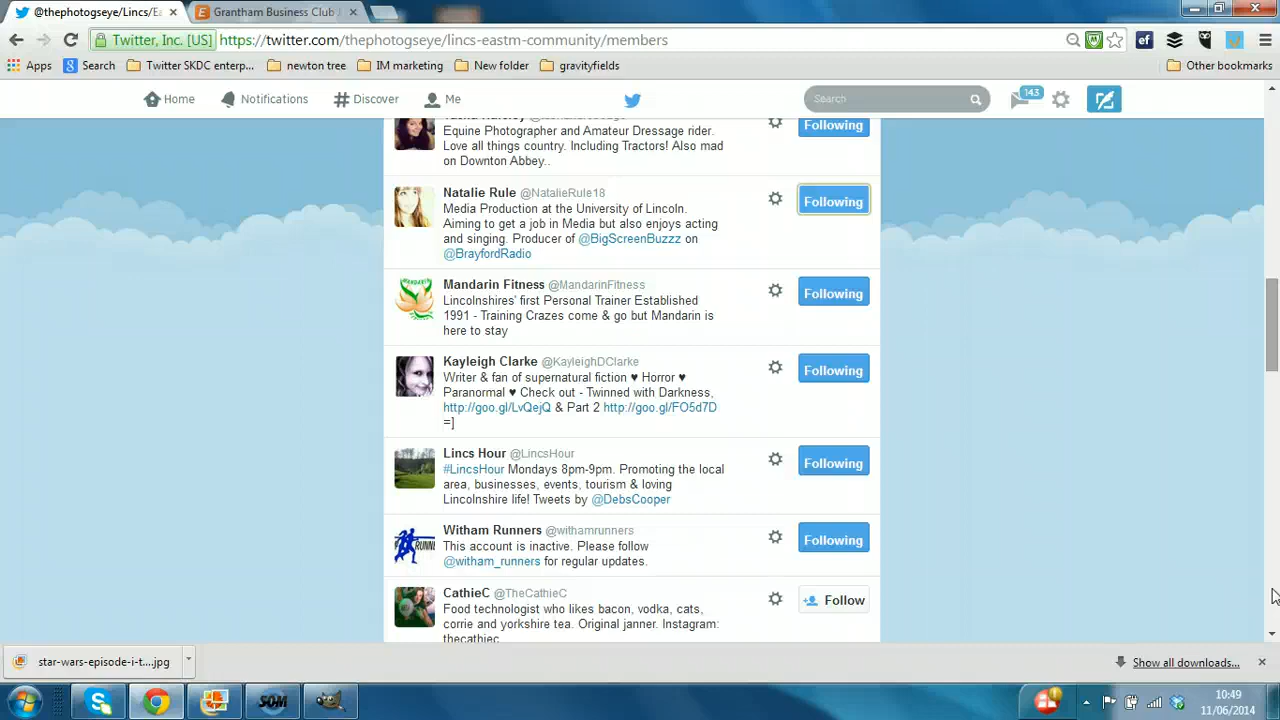 @thephotogseye/Lincs/Ea
Grantham Business Club
Twitter, Inc. [US] https://twitter.com/thephotogseye/lincs-eastm-community/members
Apps Search Twitter SKDC enterp... newton tree IM marketing New folder gravityfields Other bookmarks
Home Notifications Discover Me Search 143
Equine Photographer and Amateur Dressage rider.
Love all things country. Including Tractors! Also mad
on Downton Abbey..
Following
Natalie Rule @NatalieRule18
Media Production at the University of Lincoln.
Aiming to get a job in Media but also enjoys acting
and singing. Producer of @BigScreenBuzzz on
@BrayfordRadio
Following
Mandarin Fitness @MandarinFitness
Lincolnshires' first Personal Trainer Established
1991 - Training Crazes come & go but Mandarin is
here to stay
Following
Kayleigh Clarke @KayleighDClarke
Writer & fan of supernatural fiction ♥ Horror ♥
Paranormal ♥ Check out - Twinned with Darkness,
http://goo.gl/LvQejQ & Part 2 http://goo.gl/FO5d7D
=]
Following
Lincs Hour @LincsHour
#LincsHour Mondays 8pm-9pm. Promoting the local
area, businesses, events, tourism & loving
Lincolnshire life! Tweets by @DebsCooper
Following
RUNNE
Witham Runners @withamrunners
This account is inactive. Please follow
@witham_runners for regular updates.
Following
CathieC @TheCathieC
Food technologist who likes bacon, vodka, cats,
corrie and yorkshire tea. Original janner. Instagram:
thecathiec
Follow
star-wars-episode-i-t....jpg
Show all downloads...
SOM
10:49
11/06/2014